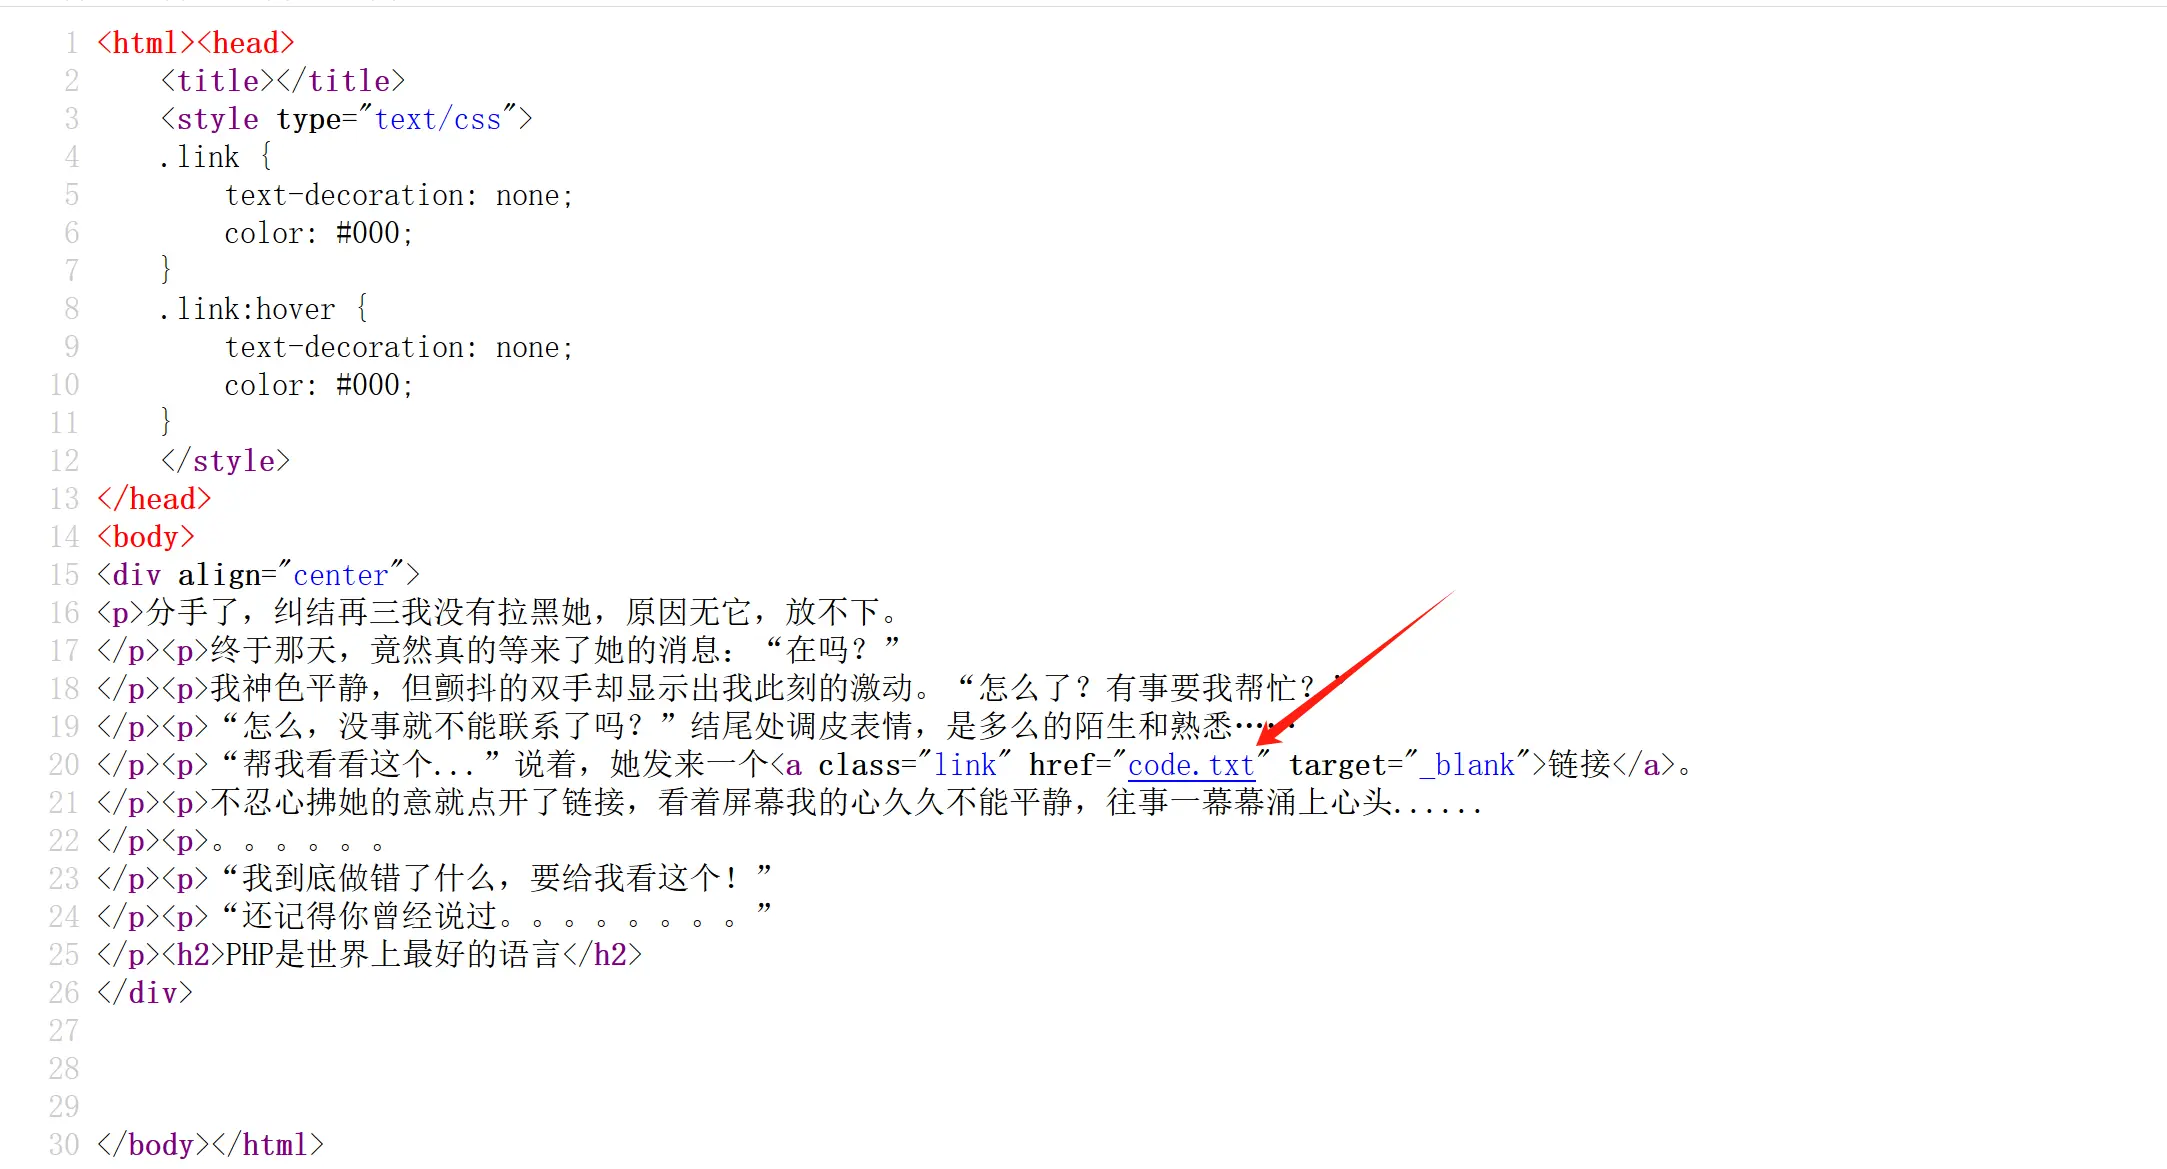 1 <html><head>
2     <title></title>
3     <style type="text/css">
4     .link {
5         text-decoration: none;
6         color: #000;
7     }
8     .link:hover {
9         text-decoration: none;
10         color: #000;
11     }
12     </style>
13 </head>
14 <body>
15 <div align="center">
16 <p>分手了，纠结再三我没有拉黑她，原因无它，放不下。
17 </p><p>终于那天，竟然真的等来了她的消息：“在吗？”
18 </p><p>我神色平静，但颤抖的双手却显示出我此刻的激动。“怎么了？有事要我帮忙？”
19 </p><p>“怎么，没事就不能联系了吗？”结尾处调皮表情，是多么的陌生和熟悉……
20 </p><p>“帮我看看这个...”说着，她发来一个<a class="link" href="code.txt" target="_blank">链接</a>。
21 </p><p>不忍心拂她的意就点开了链接，看着屏幕我的心久久不能平静，往事一幕幕涌上心头......
22 </p><p>。。。。。。
23 </p><p>“我到底做错了什么，要给我看这个！”
24 </p><p>“还记得你曾经说过。。。。。。。。”
25 </p><h2>PHP是世界上最好的语言</h2>
26 </div>
27
28
29
30 </body></html>